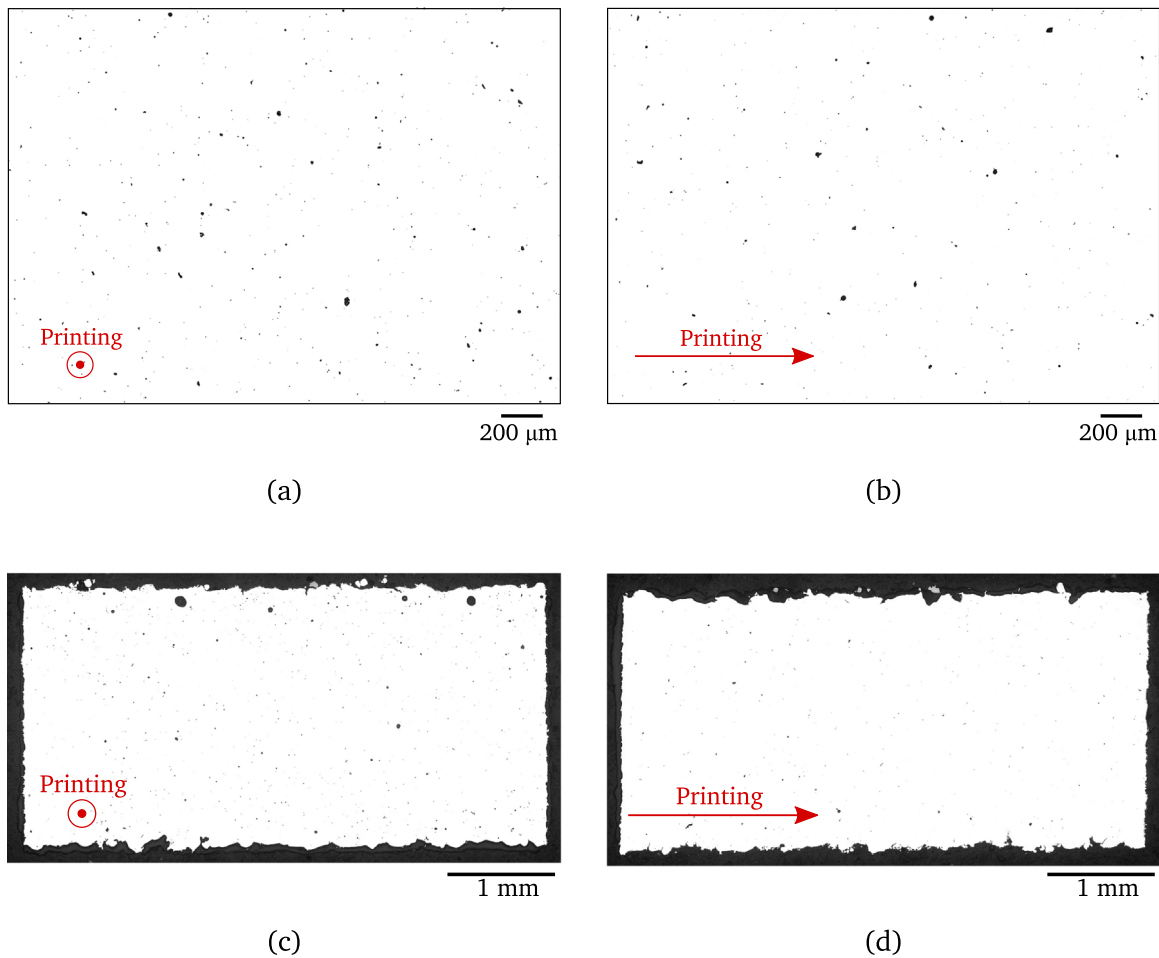 Printing
Printing
200 μm
200 μm
(a)
(b)
Printing
Printing
1 mm
1 mm
(c)
(d)